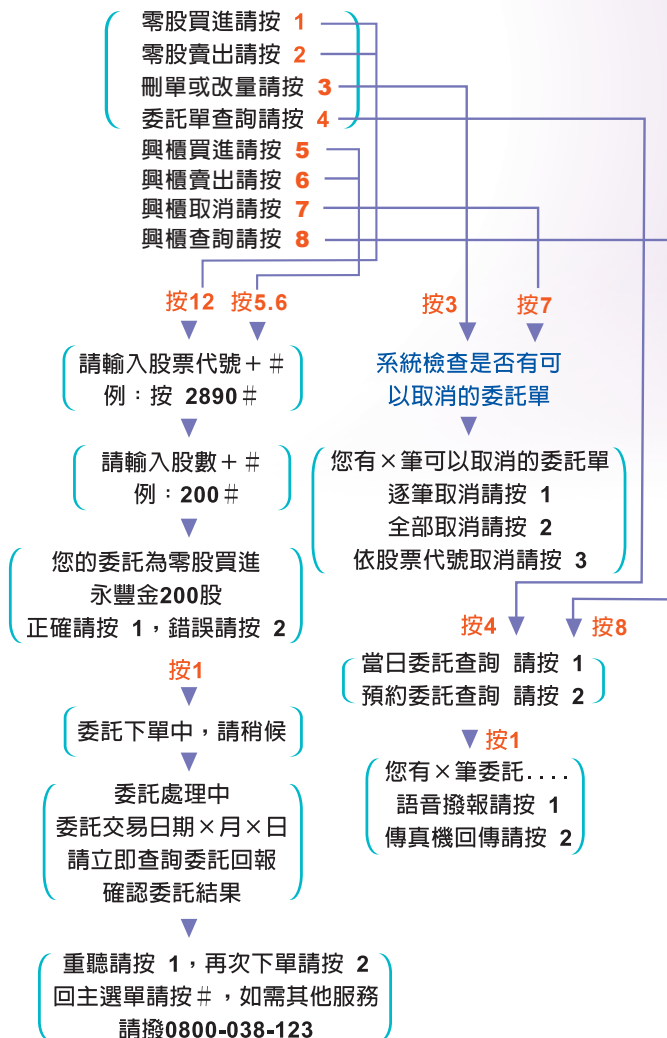 零股買進請按 1
零股賣出請按 2
刪單或改量請按 3
委託單查詢請按 4
興櫃買進請按 5
興櫃賣出請按 6
興櫃取消請按 7
興櫃查詢請按 8
按12
按5.6
請輸入股票代號＋＃
例：按 2890＃
請輸入股數＋＃
例：200＃
您的委託為零股買進
永豐金200股
正確請按 1，錯誤請按 2
按1
委託下單中，請稍候
委託處理中
委託交易日期×月×日
請立即查詢委託回報
確認委託結果
重聽請按 1，再次下單請按 2
回主選單請按＃，如需其他服務
請撥0800-038-123
按3
按7
系統檢查是否有可
以取消的委託單
您有×筆可以取消的委託單
逐筆取消請按 1
全部取消請按 2
依股票代號取消請按 3
按4
按8
當日委託查詢 請按 1
預約委託查詢 請按 2
按1
您有×筆委託....
語音撥報請按 1
傳真機回傳請按 2